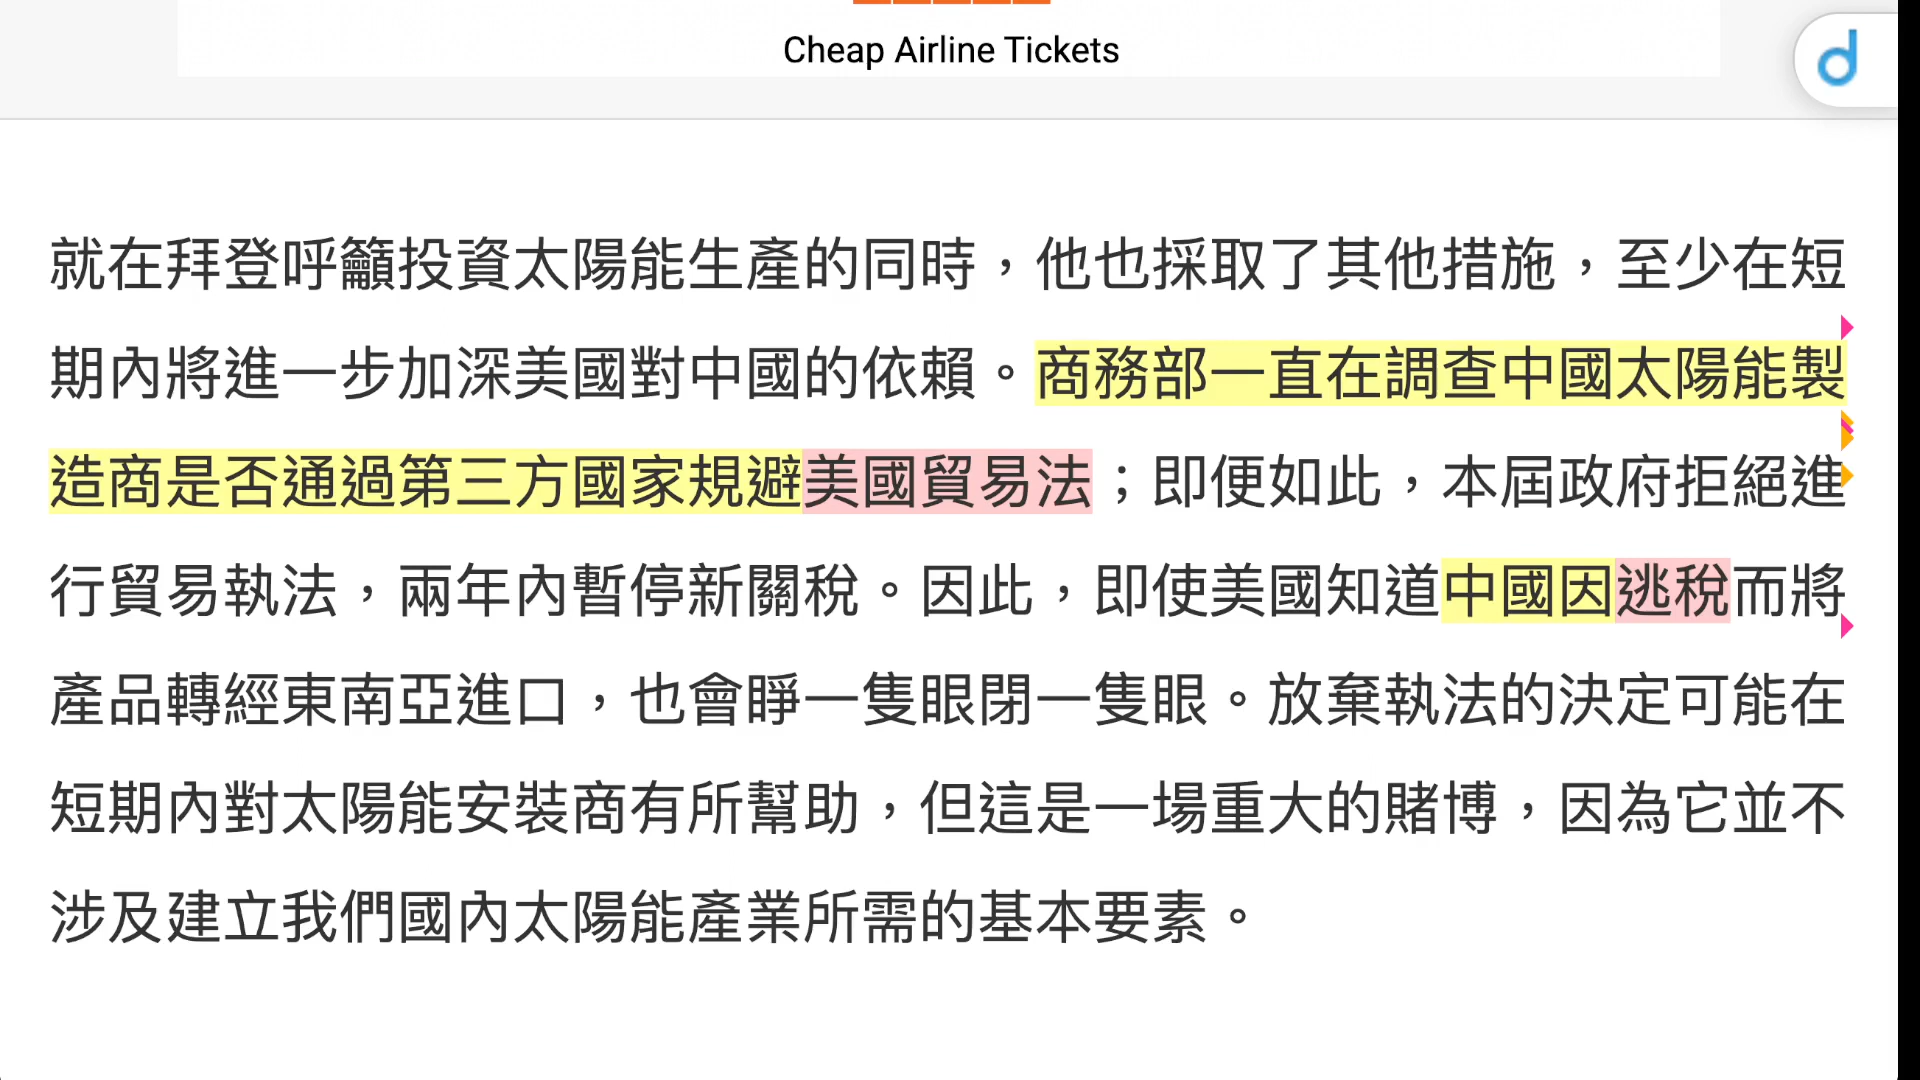 Cheap Airline Tickets
就在拜登呼籲投資太陽能生產的同時，他也採取了其他措施，至少在短
期內將進一步加深美國對中國的依賴。商務部一直在調查中國太陽能製
造商是否通過第三方國家規避美國貿易法；即便如此，本屆政府拒絕進
行貿易執法，兩年內暫停新關稅。因此，即使美國知道中國因逃稅而將
產品轉經東南亞進口，也會睜一隻眼閉一隻眼。放棄執法的決定可能在
短期內對太陽能安裝商有所幫助，但這是一場重大的賭博，因為它並不
涉及建立我們國內太陽能產業所需的基本要素。